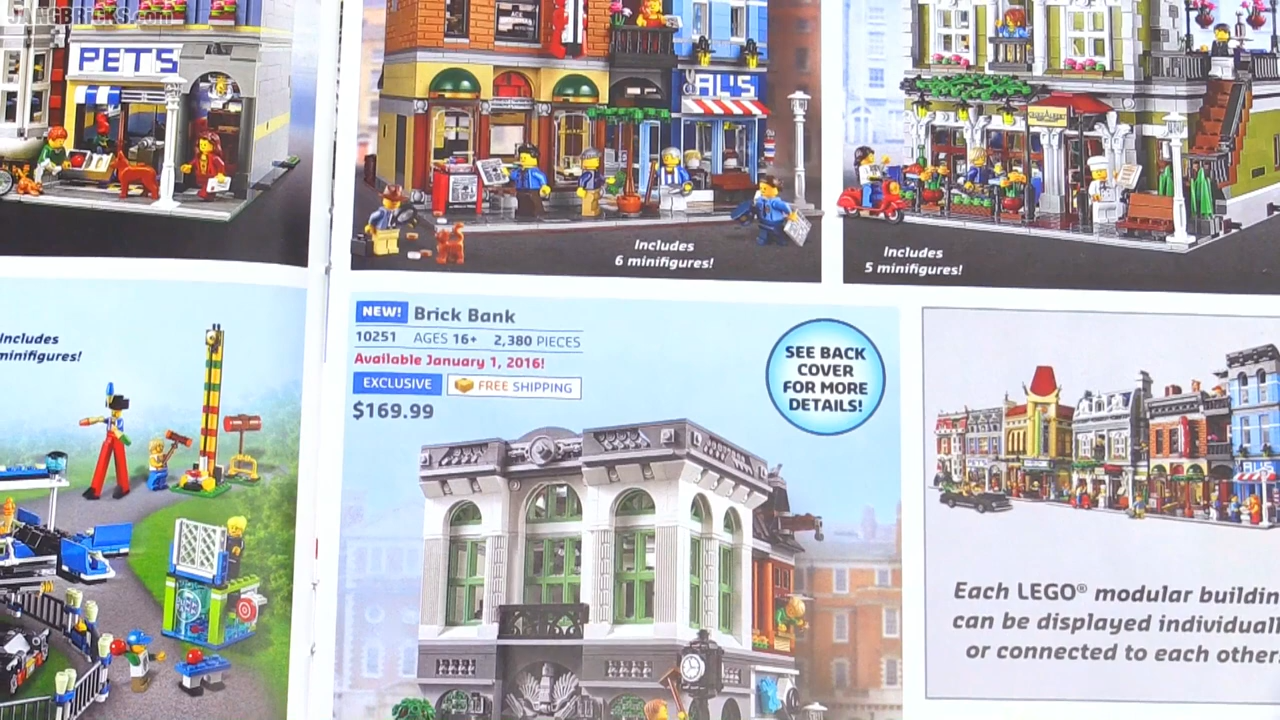 JANGBRICKS.com
PETS
AL'S
Includes
6 minifigures!
Includes
5 minifigures!
Includes
minifigures!
NEW! Brick Bank
10251 AGES 16+ 2,380 PIECES
Available January 1, 2016!
EXCLUSIVE FREE SHIPPING
$169.99
SEE BACK
COVER
FOR MORE
DETAILS!
AL'S
Each LEGO® modular buildin
can be displayed individuall
or connected to each other.